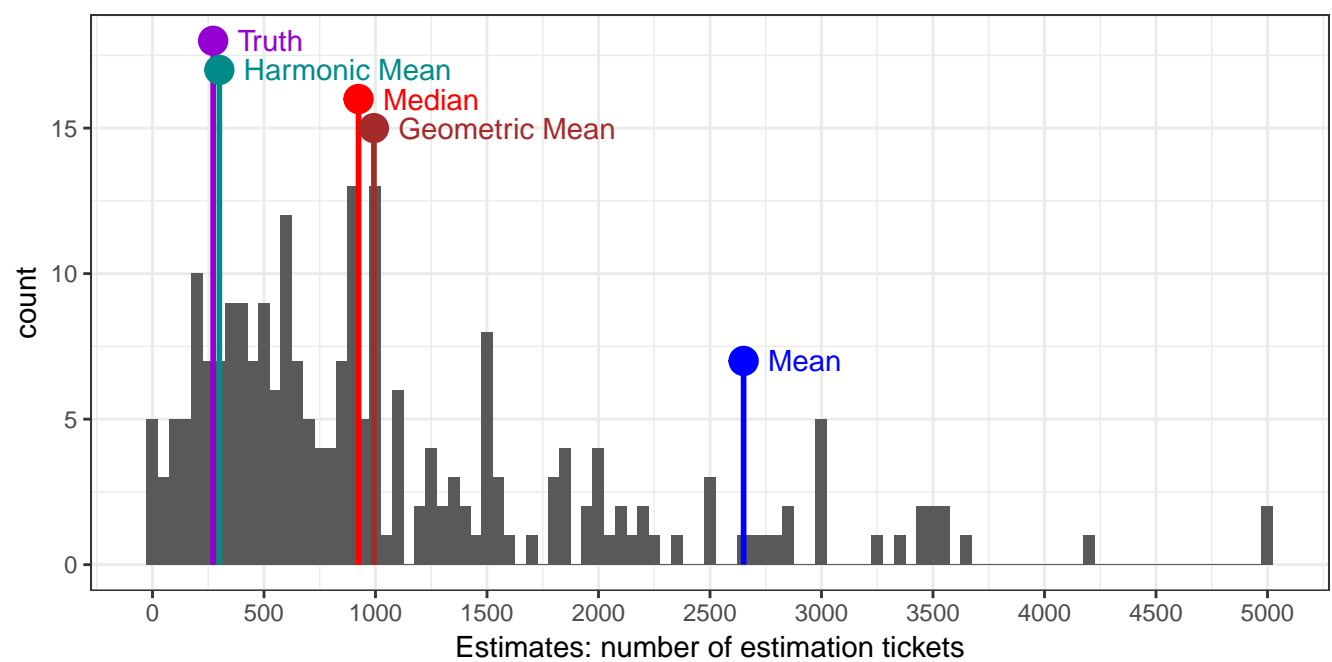 Truth
Harmonic Mean
Median
Geometric Mean
Mean
count
15
10
5
0
0 500 1000 1500 2000 2500 3000 3500 4000 4500 5000
Estimates: number of estimation tickets